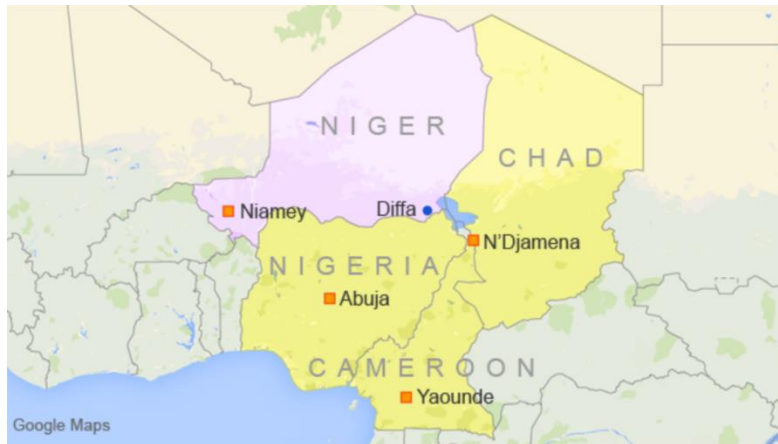 NIGER
CHAD
Niamey
Diffa
N'Djamena
NIGERIA
Abuja
CAMEROON
Yaounde
Google Maps